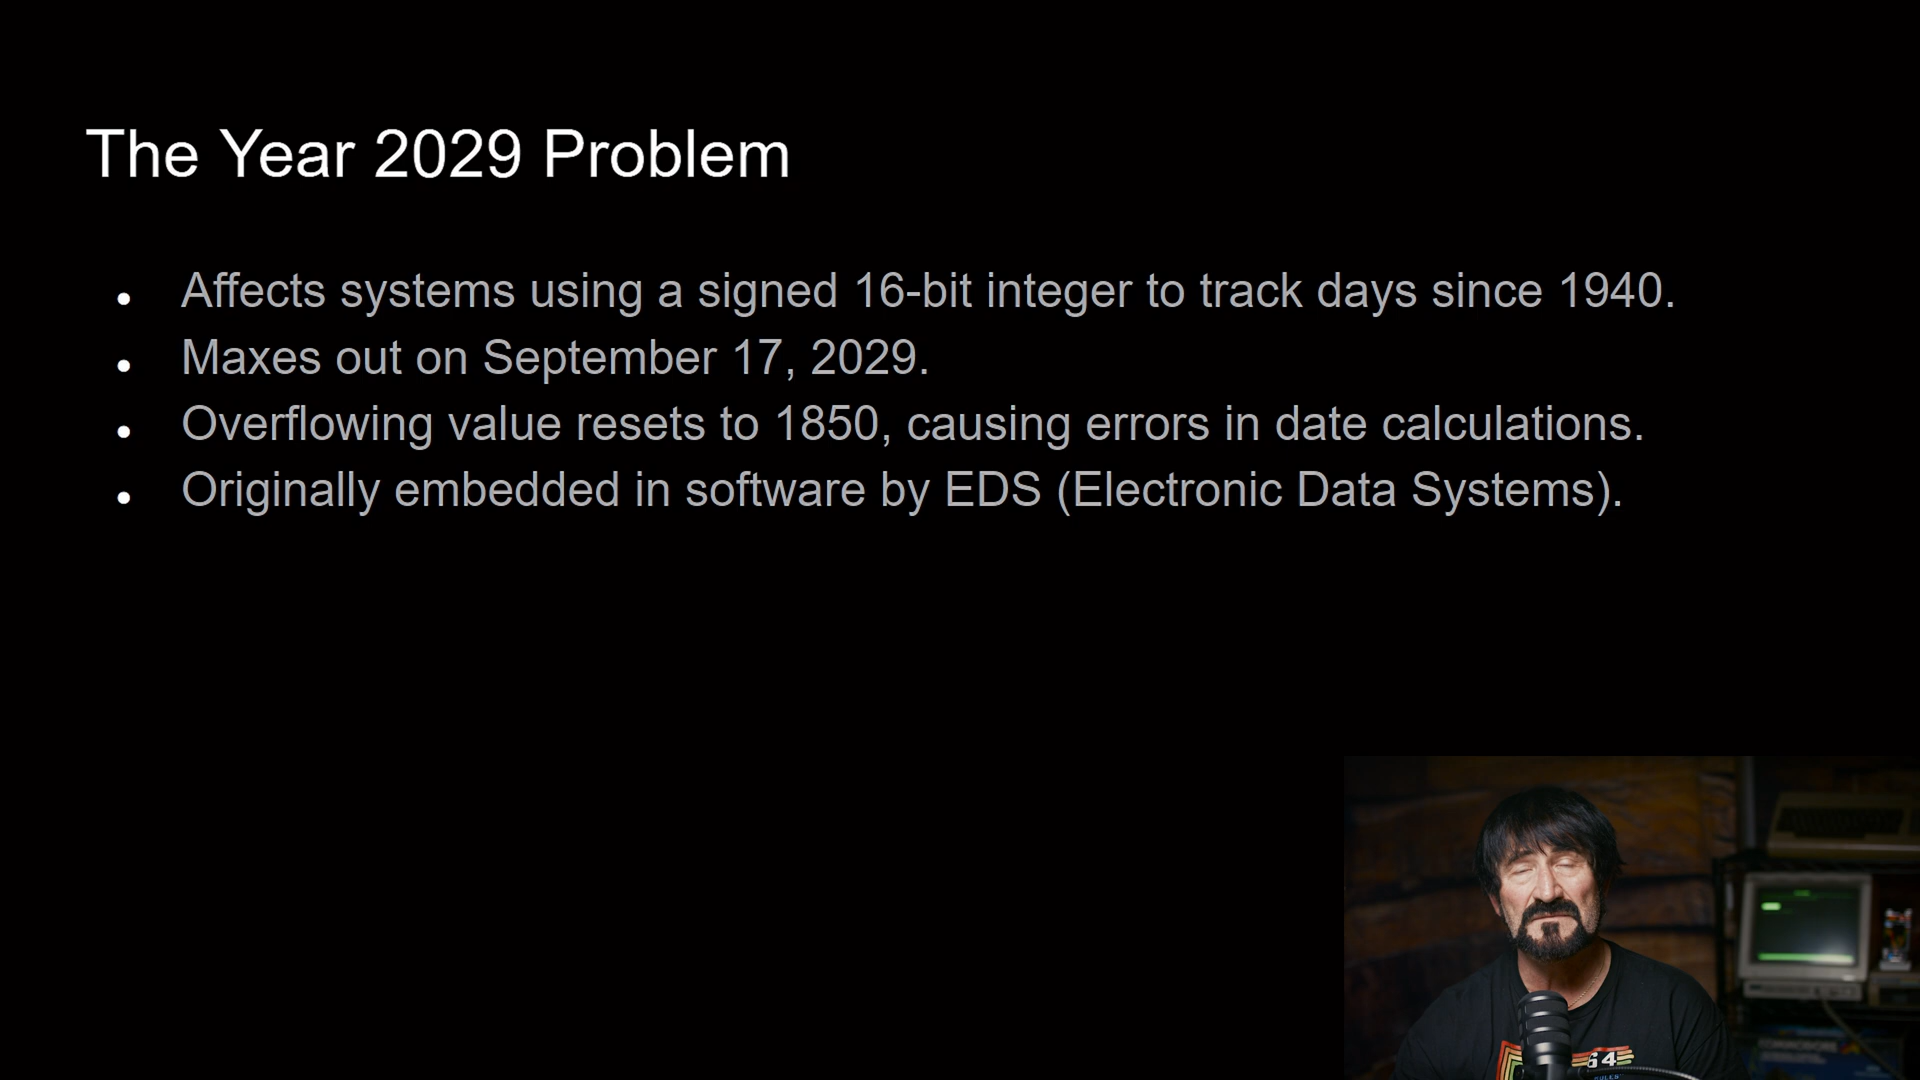 The Year 2029 Problem
Affects systems using a signed 16-bit integer to track days since 1940.
Maxes out on September 17, 2029.
Overflowing value resets to 1850, causing errors in date calculations.
Originally embedded in software by EDS (Electronic Data Systems).
64